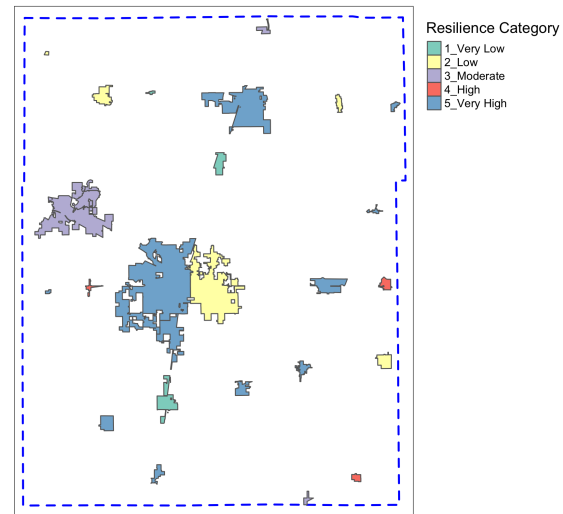 Resilience Category
1_Very Low
2_Low
3_Moderate
4_High
5_Very High